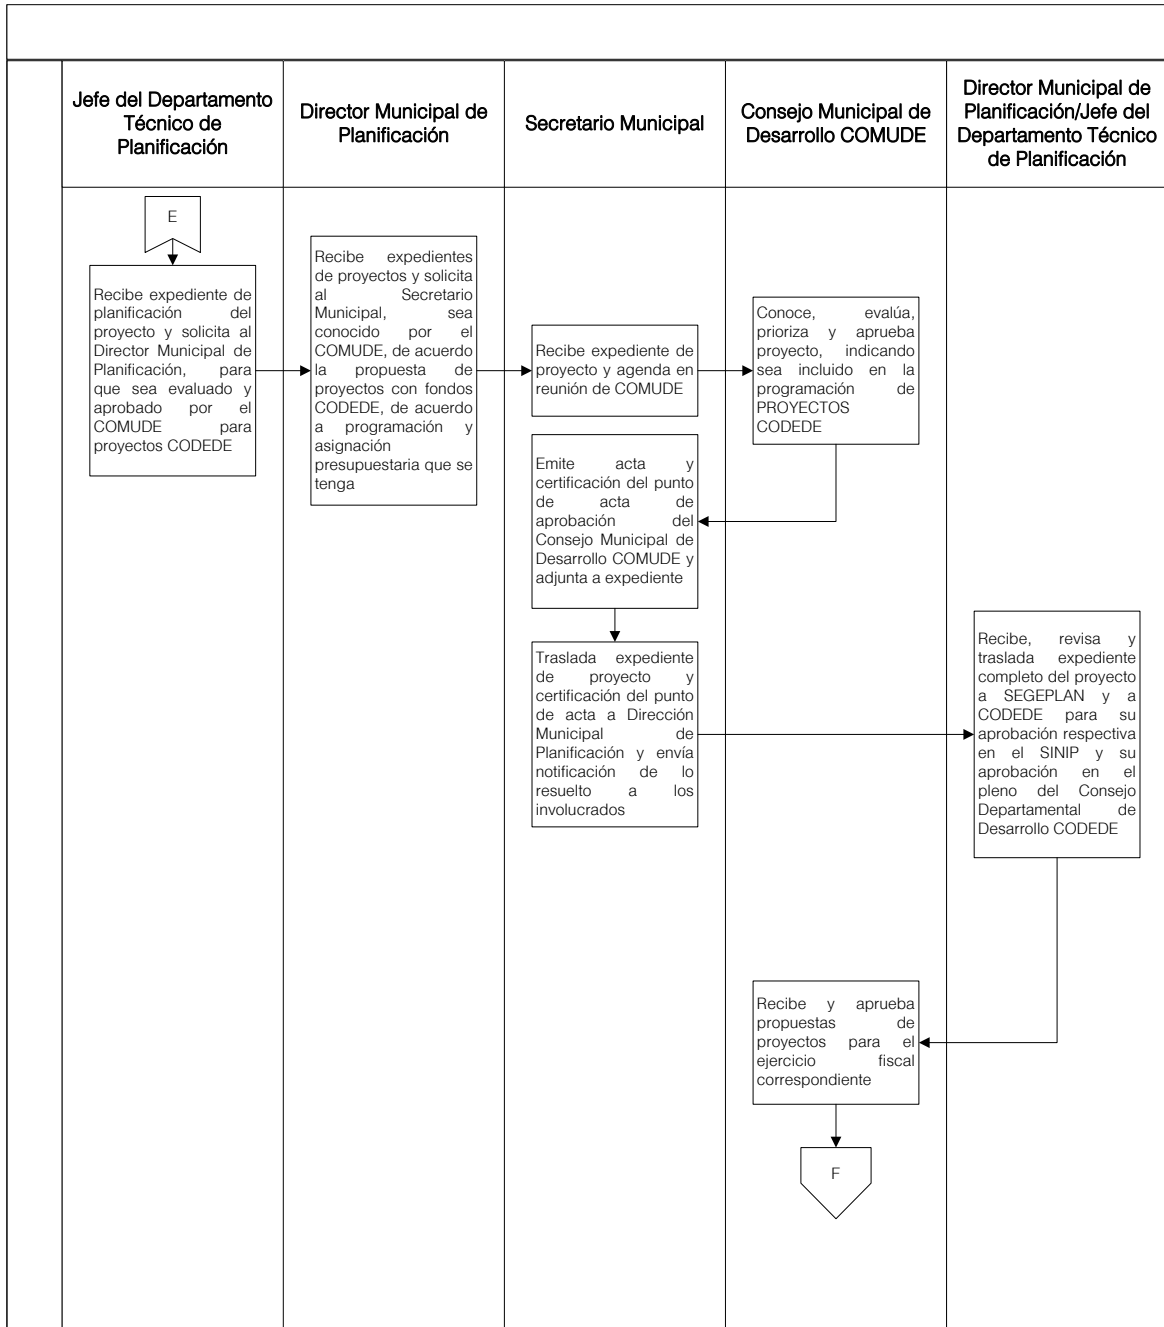 Jefe del Departamento
Técnico de
Planificación
Director Municipal de
Planificación
Secretario Municipal
Consejo Municipal de
Desarrollo COMUDE
Director Municipal de
Planificación/Jefe del
Departamento Técnico
de Planificación
E
Recibe expediente de
planificación del
proyecto y solicita al
Director Municipal de
Planificación, para
que sea evaluado y
aprobado por el
COMUDE para
proyectos CODEDE
Recibe expedientes
de proyectos y solicita
al Secretario
Municipal, sea
conocido por el
COMUDE, de acuerdo
la propuesta de
proyectos con fondos
CODEDE, de acuerdo
a programación y
asignación
presupuestaria que se
tenga
Recibe expediente de
proyecto y agenda en
reunión de COMUDE
Conoce, evalúa,
prioriza y aprueba
proyecto, indicando
sea incluido en la
programación de
PROYECTOS
CODEDE
Emite acta y
certificación del punto
de acta de
aprobación del
Consejo Municipal de
Desarrollo COMUDE y
adjunta a expediente
Traslada expediente
de proyecto y
certificación del punto
de acta a Dirección
Municipal de
Planificación y envía
notificación de lo
resuelto a los
involucrados
Recibe, revisa y
traslada expediente
completo del proyecto
a SEGEPLAN y a
CODEDE para su
aprobación respectiva
en el SINIP y su
aprobación en el
pleno del Consejo
Departamental de
Desarrollo CODEDE
Recibe y aprueba
propuestas de
proyectos para el
ejercicio fiscal
correspondiente
F